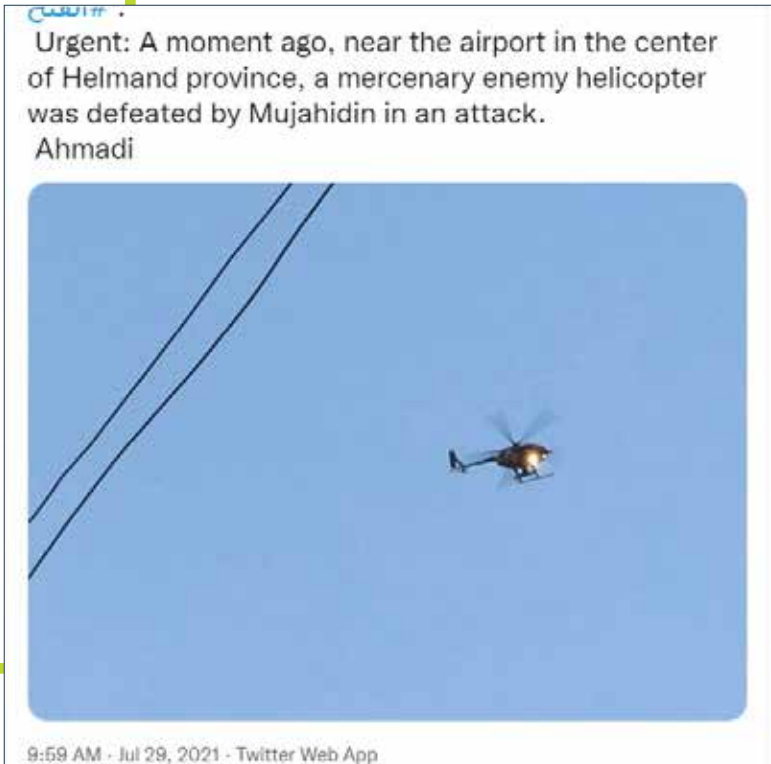 Urgent: A moment ago, near the airport in the center
of Helmand province, a mercenary enemy helicopter
was defeated by Mujahidin in an attack.
Ahmadi
9:59 AM · Jul 29, 2021 · Twitter Web App